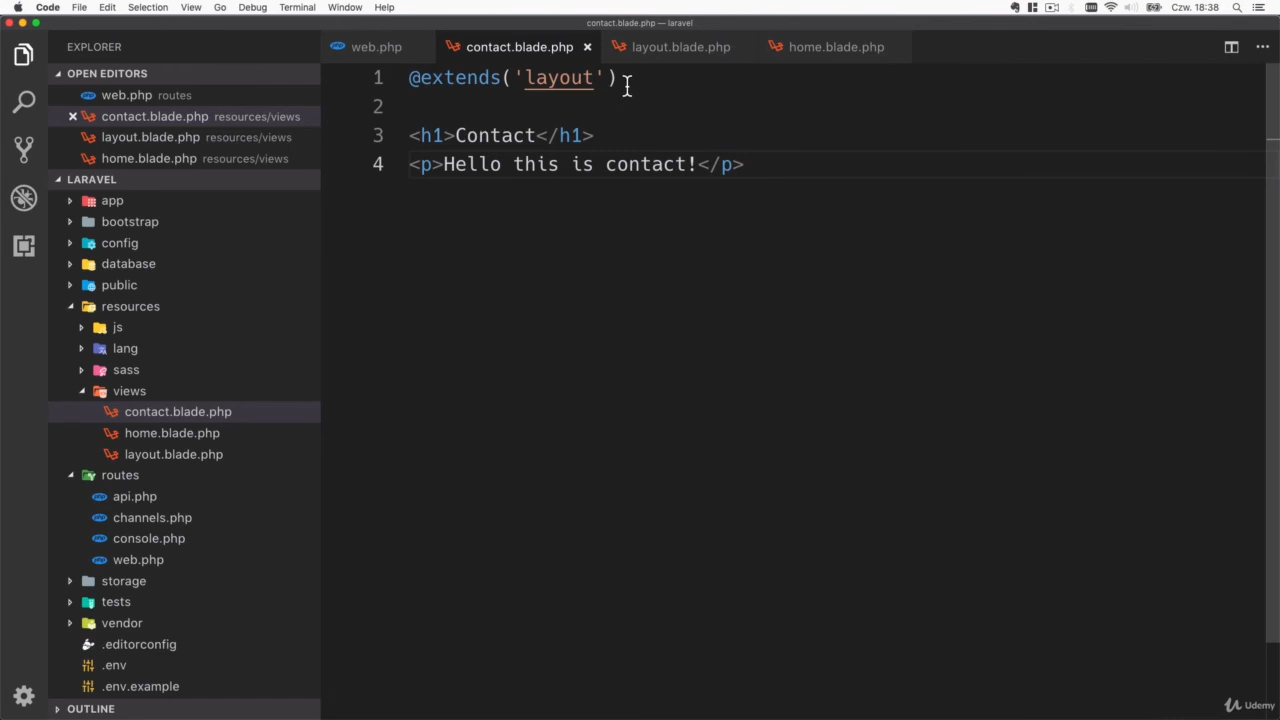 Code File Edit Selection View Go Debug Terminal Window Help Czw. 18:38
contact.blade.php — laravel
EXPLORER
web.php contact.blade.php layout.blade.php home.blade.php
OPEN EDITORS
web.php routes
contact.blade.php resources/views
layout.blade.php resources/views
home.blade.php resources/views
LARAVEL
app
bootstrap
config
database
public
resources
js
lang
sass
views
contact.blade.php
home.blade.php
layout.blade.php
routes
api.php
channels.php
console.php
web.php
storage
tests
vendor
.editorconfig
.env
.env.example
OUTLINE
1 @extends('layout')
2
3 <h1>Contact</h1>
4 <p>Hello this is contact!</p>
Udemy